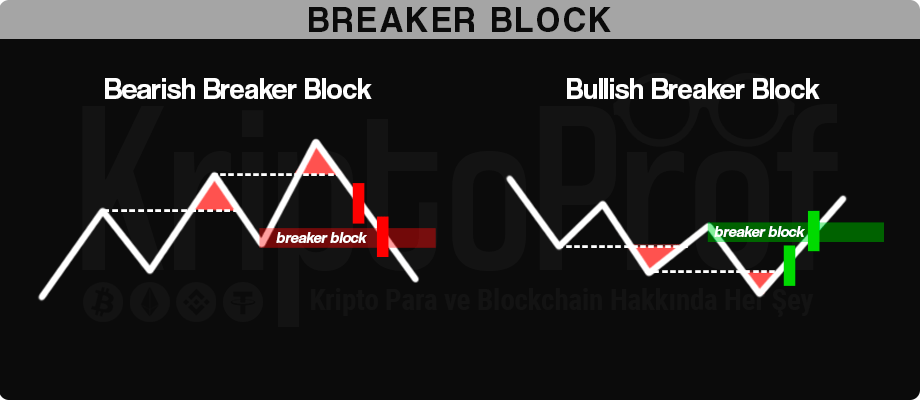 BREAKER BLOCK
Bearish Breaker Block
Bullish Breaker Block
KriptoProf
breaker block
breaker block
Kripto Para ve Blockchain Hakkında Her Şey